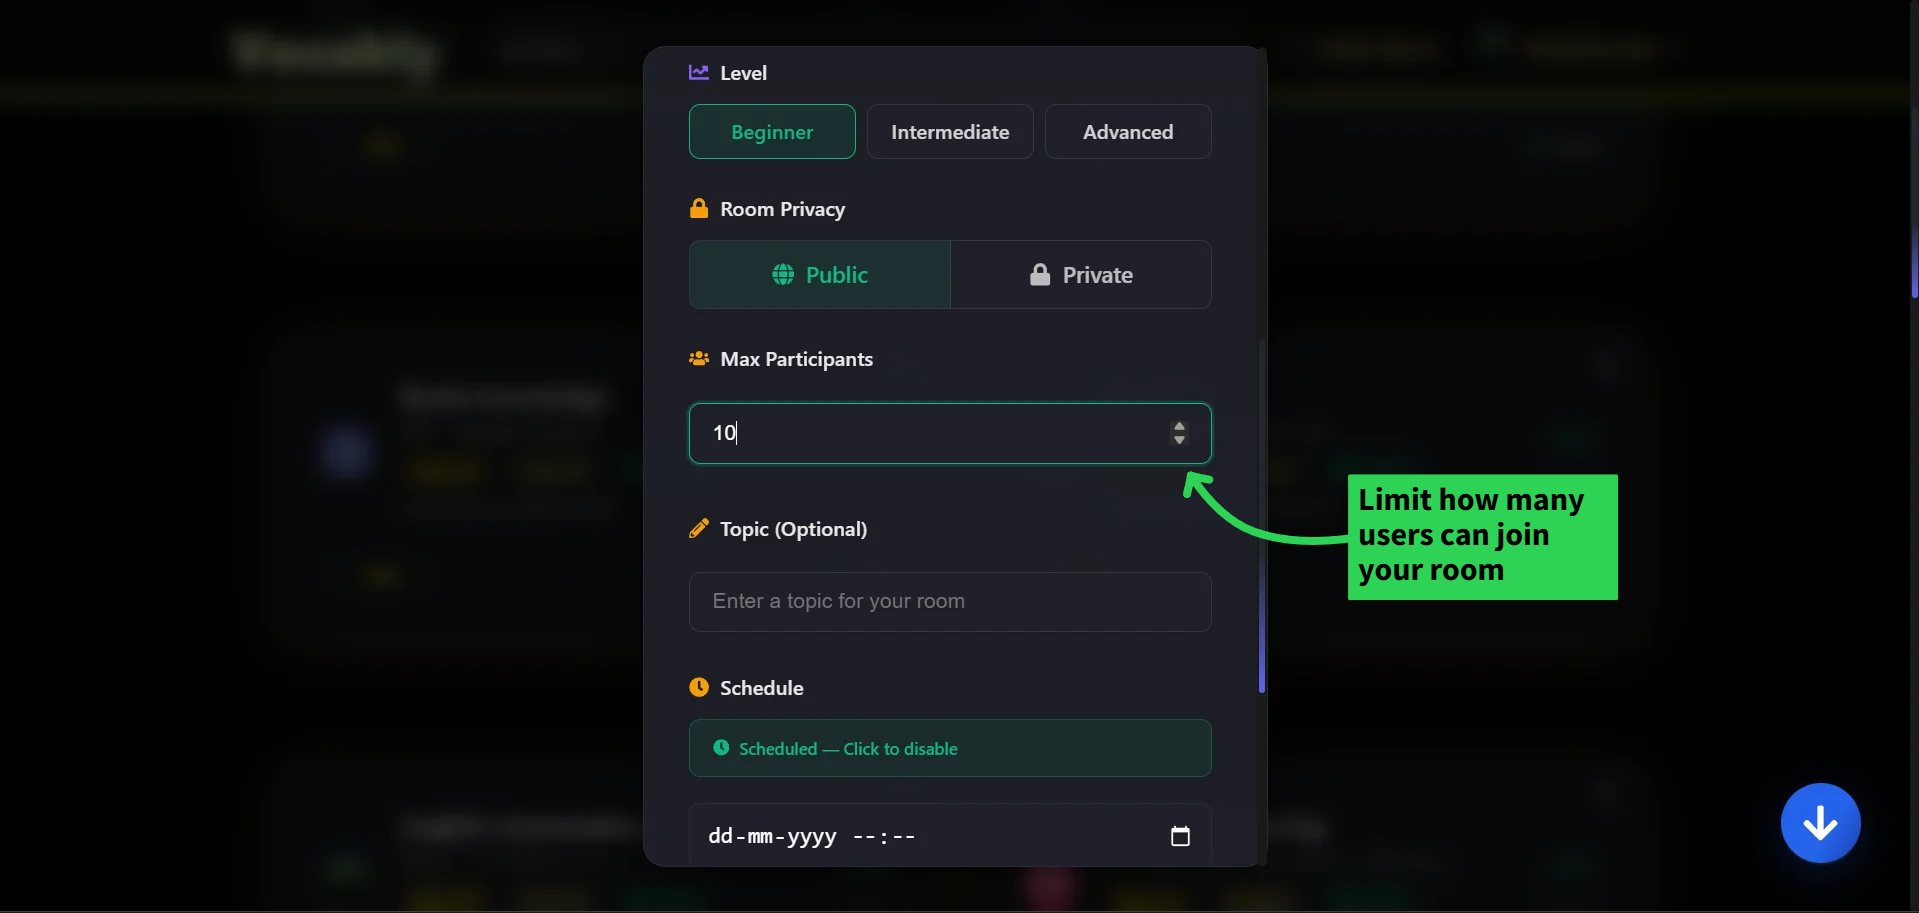 Level
Beginner
Intermediate
Advanced
Room Privacy
Public
Private
Max Participants
10
Limit how many
users can join
your room
Topic (Optional)
Enter a topic for your room
Schedule
Scheduled — Click to disable
dd-mm-yyyy --:--